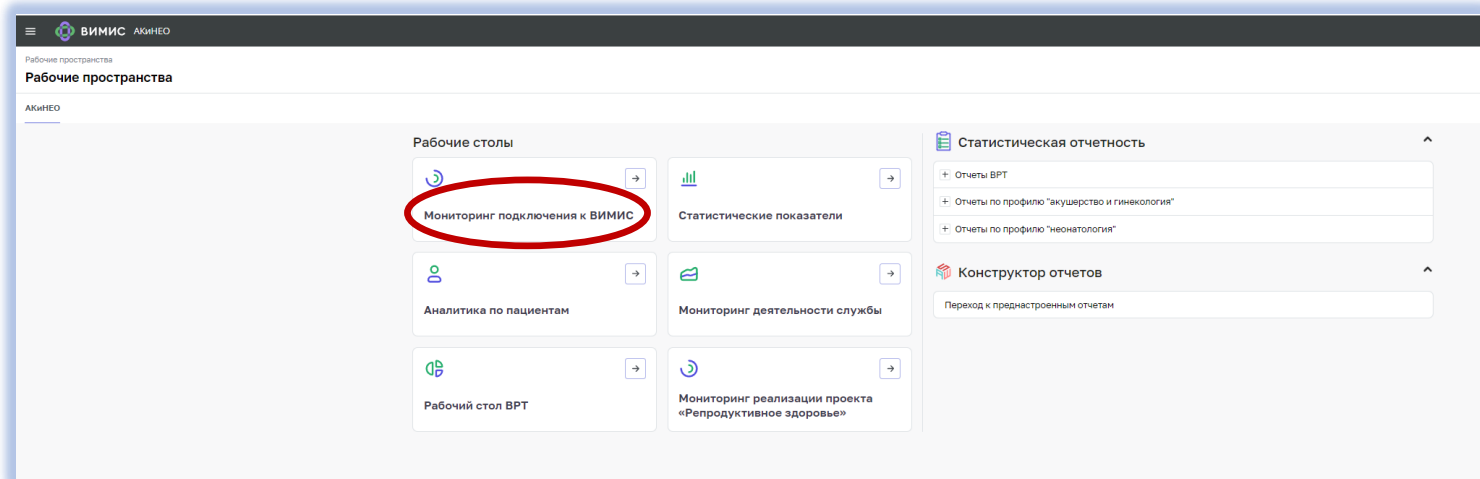 ВИМИС АКиНЕО
Рабочие пространства
Рабочие пространства
АКиНЕО
Рабочие столы
Мониторинг подключения к ВИМИС
Статистические показатели
Аналитика по пациентам
Мониторинг деятельности службы
Рабочий стол ВРТ
Мониторинг реализации проекта
«Репродуктивное здоровье»
Статистическая отчетность
Отчеты ВРТ
Отчеты по профилю "акушерство и гинекология"
Отчеты по профилю "неонатология"
Конструктор отчетов
Переход к преднастроенным отчетам